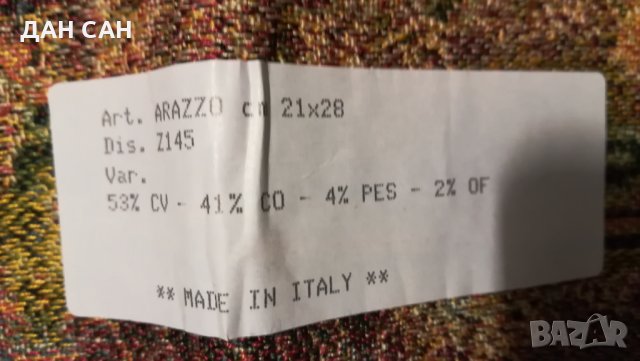 ДАН САН
Art. ARAZZO cm 21x28
Dis. Z145
Var.
53% CV - 41% CO - 4% PES - 2% OF
** MADE IN ITALY **
BAZAR